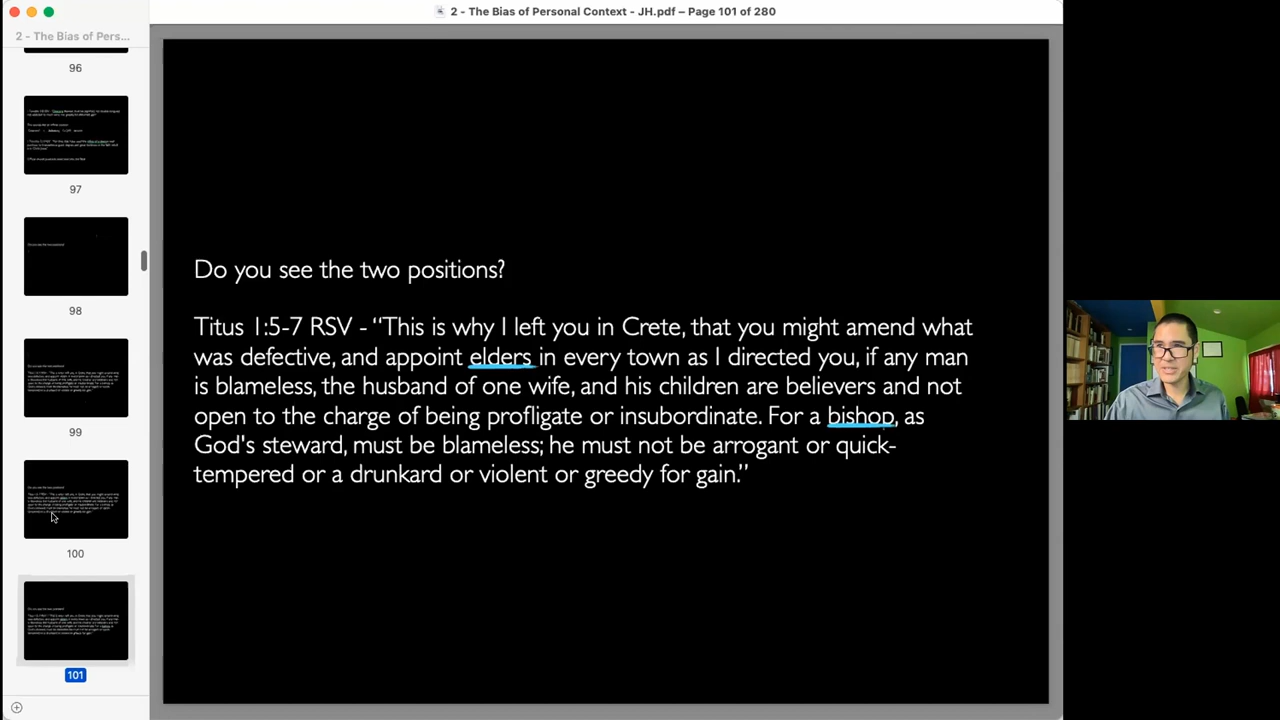 2 - The Bias of Personal Context - JH.pdf – Page 101 of 280
2 - The Bias of Pers...
96
97
98
99
100
101
Do you see the two positions?
Titus 1:5-7 RSV - “This is why I left you in Crete, that you might amend what
was defective, and appoint elders in every town as I directed you, if any man
is blameless, the husband of one wife, and his children are believers and not
open to the charge of being profligate or insubordinate. For a bishop, as
God's steward, must be blameless; he must not be arrogant or quick-
tempered or a drunkard or violent or greedy for gain.”